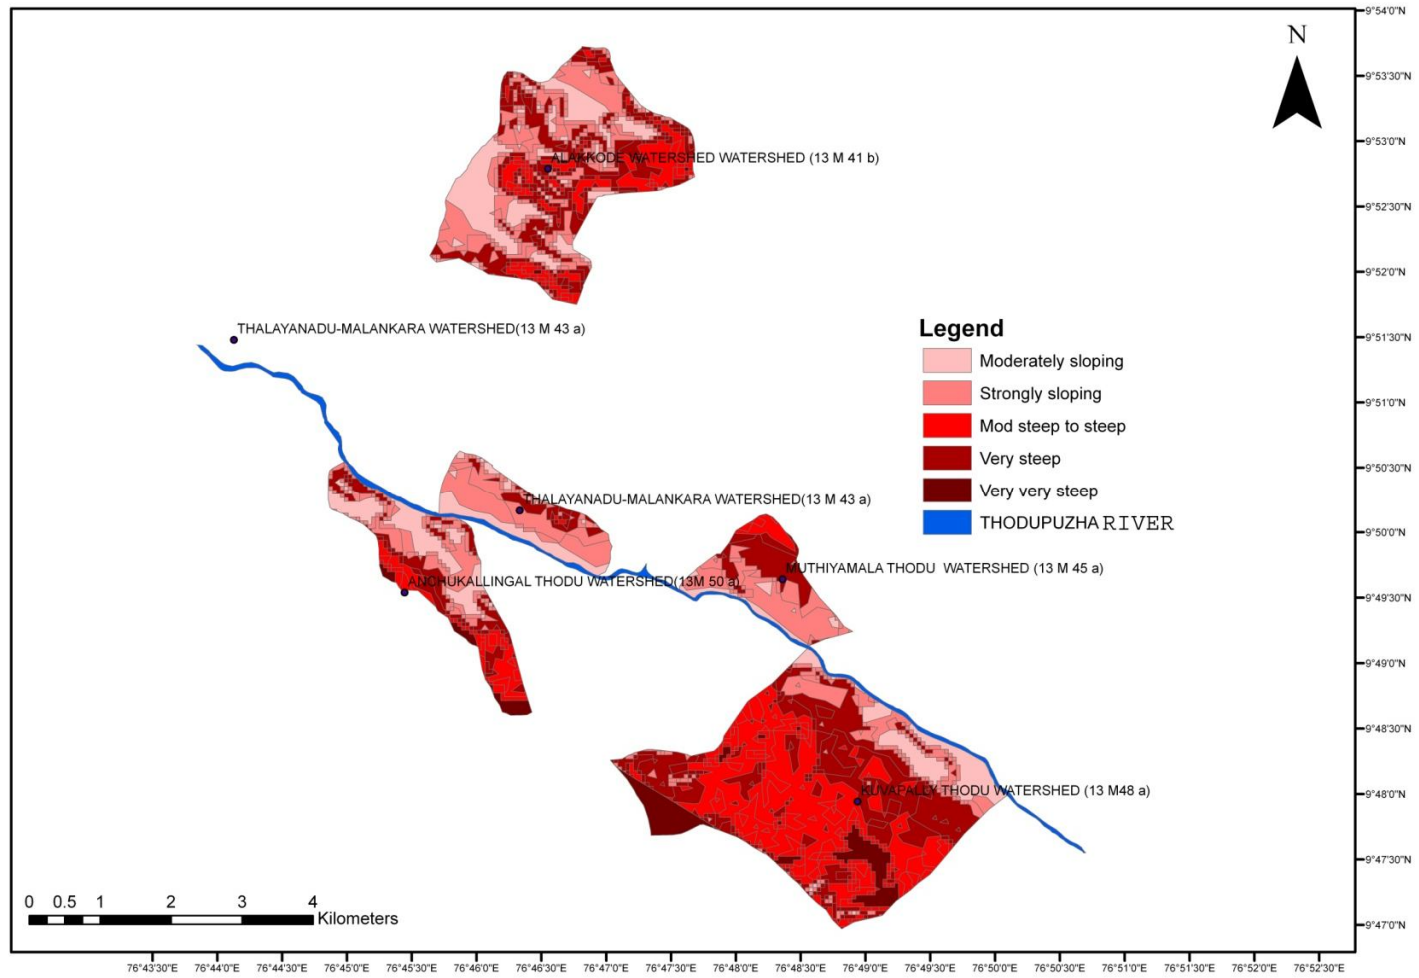 9°54'0"N
N
9°53'30"N
9°53'0"N
ALAKKODE WATERSHED WATERSHED (13 M 41 b)
9°52'30"N
9°52'0"N
THALAYANADU-MALANKARA WATERSHED(13 M 43 a)
9°51'30"N
Legend
Moderately sloping
Strongly sloping
9°51'0"N
Mod steep to steep
Very steep
9°50'30"N
Very very steep
THALAYANADU-MALANKARA WATERSHED(13 M 43 a)
THODUPUZHA RIVER
9°50'0"N
MUTHIYAMALA THODU WATERSHED (13 M 45 a)
ANCHUKALLINGAL THODU WATERSHED(13M 50 a)
9°49'30"N
9°49'0"N
9°48'30"N
KUVAPALLY THODU WATERSHED (13 M48 a)
9°48'0"N
9°47'30"N
0 0.5 1 2 3 4
Kilometers
9°47'0"N
76°43'30"E 76°44'0"E 76°44'30"E 76°45'0"E 76°45'30"E 76°46'0"E 76°46'30"E 76°47'0"E 76°47'30"E 76°48'0"E 76°48'30"E 76°49'0"E 76°49'30"E 76°50'0"E 76°50'30"E 76°51'0"E 76°51'30"E 76°52'0"E